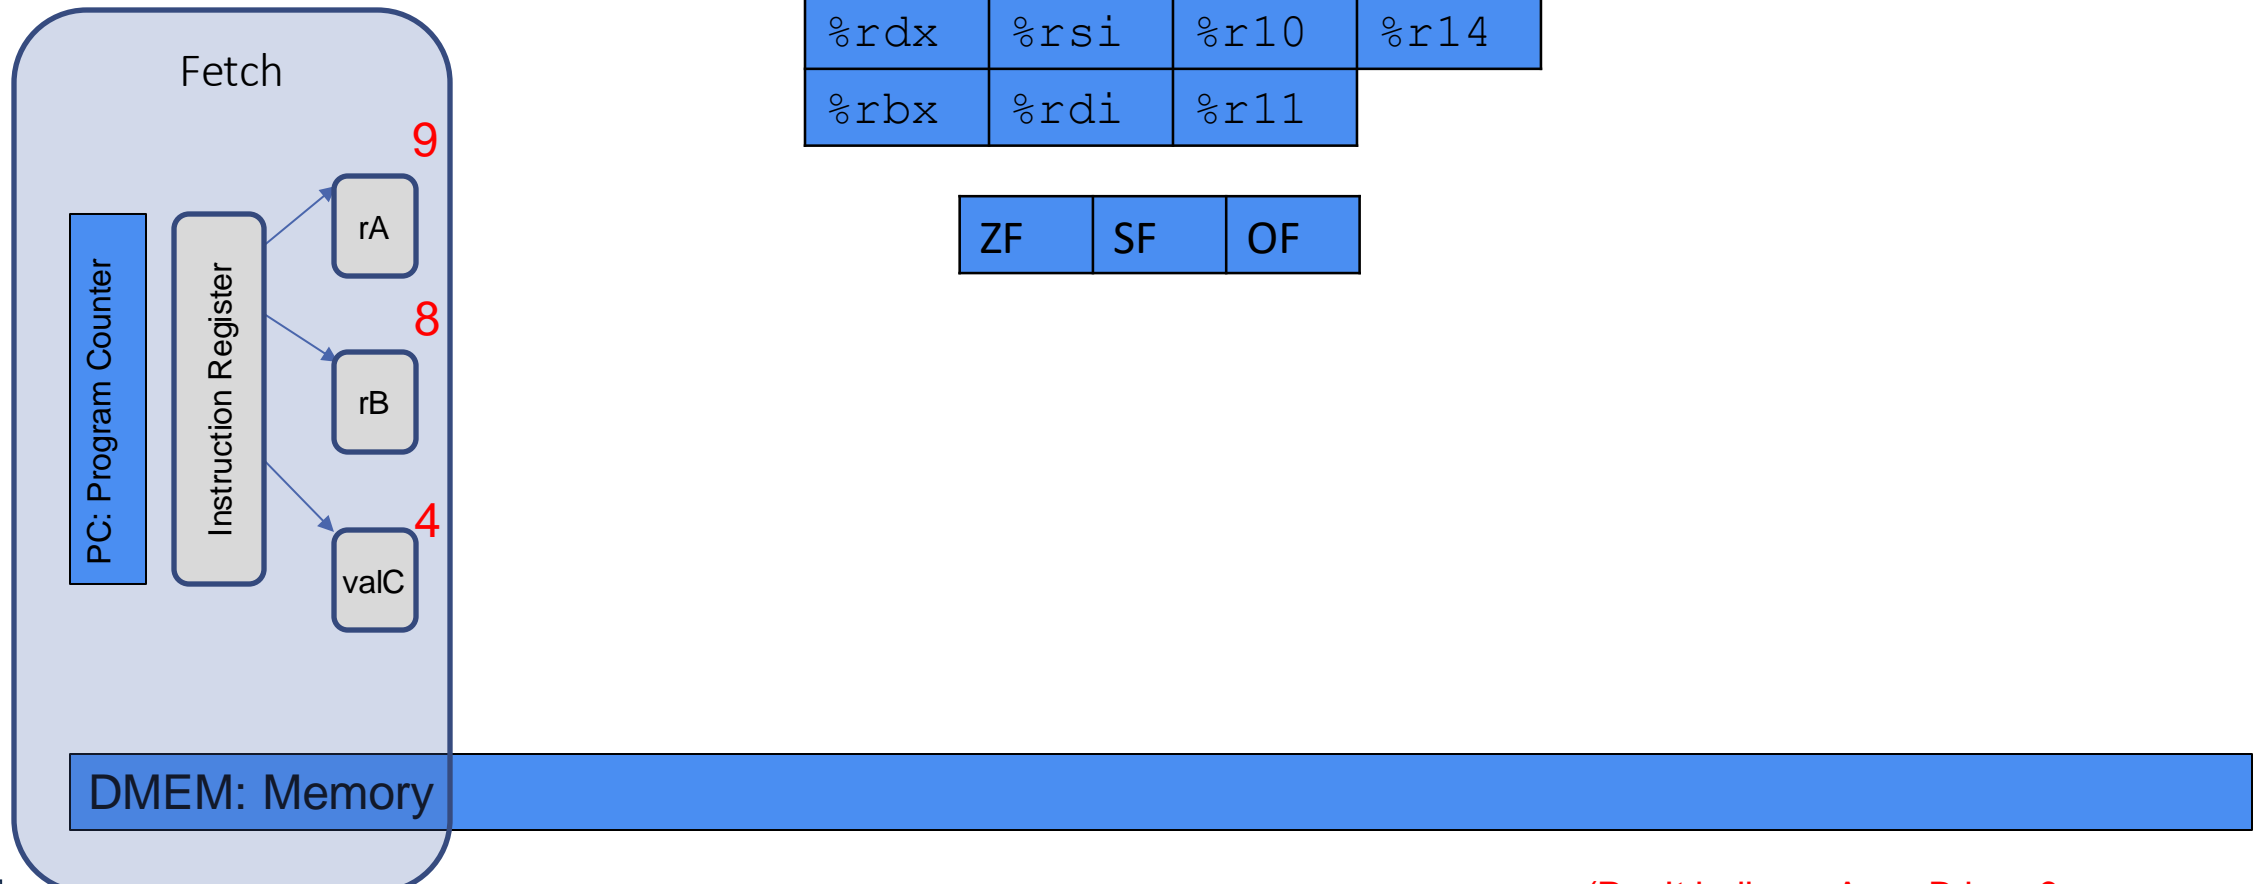 %rdx %rsi %r10 %r14
Fetch
%rbx %rdi %r11
9
rA
ZF SF OF
8
PC: Program Counter
Instruction Register
rB
4
valC
DMEM: Memory